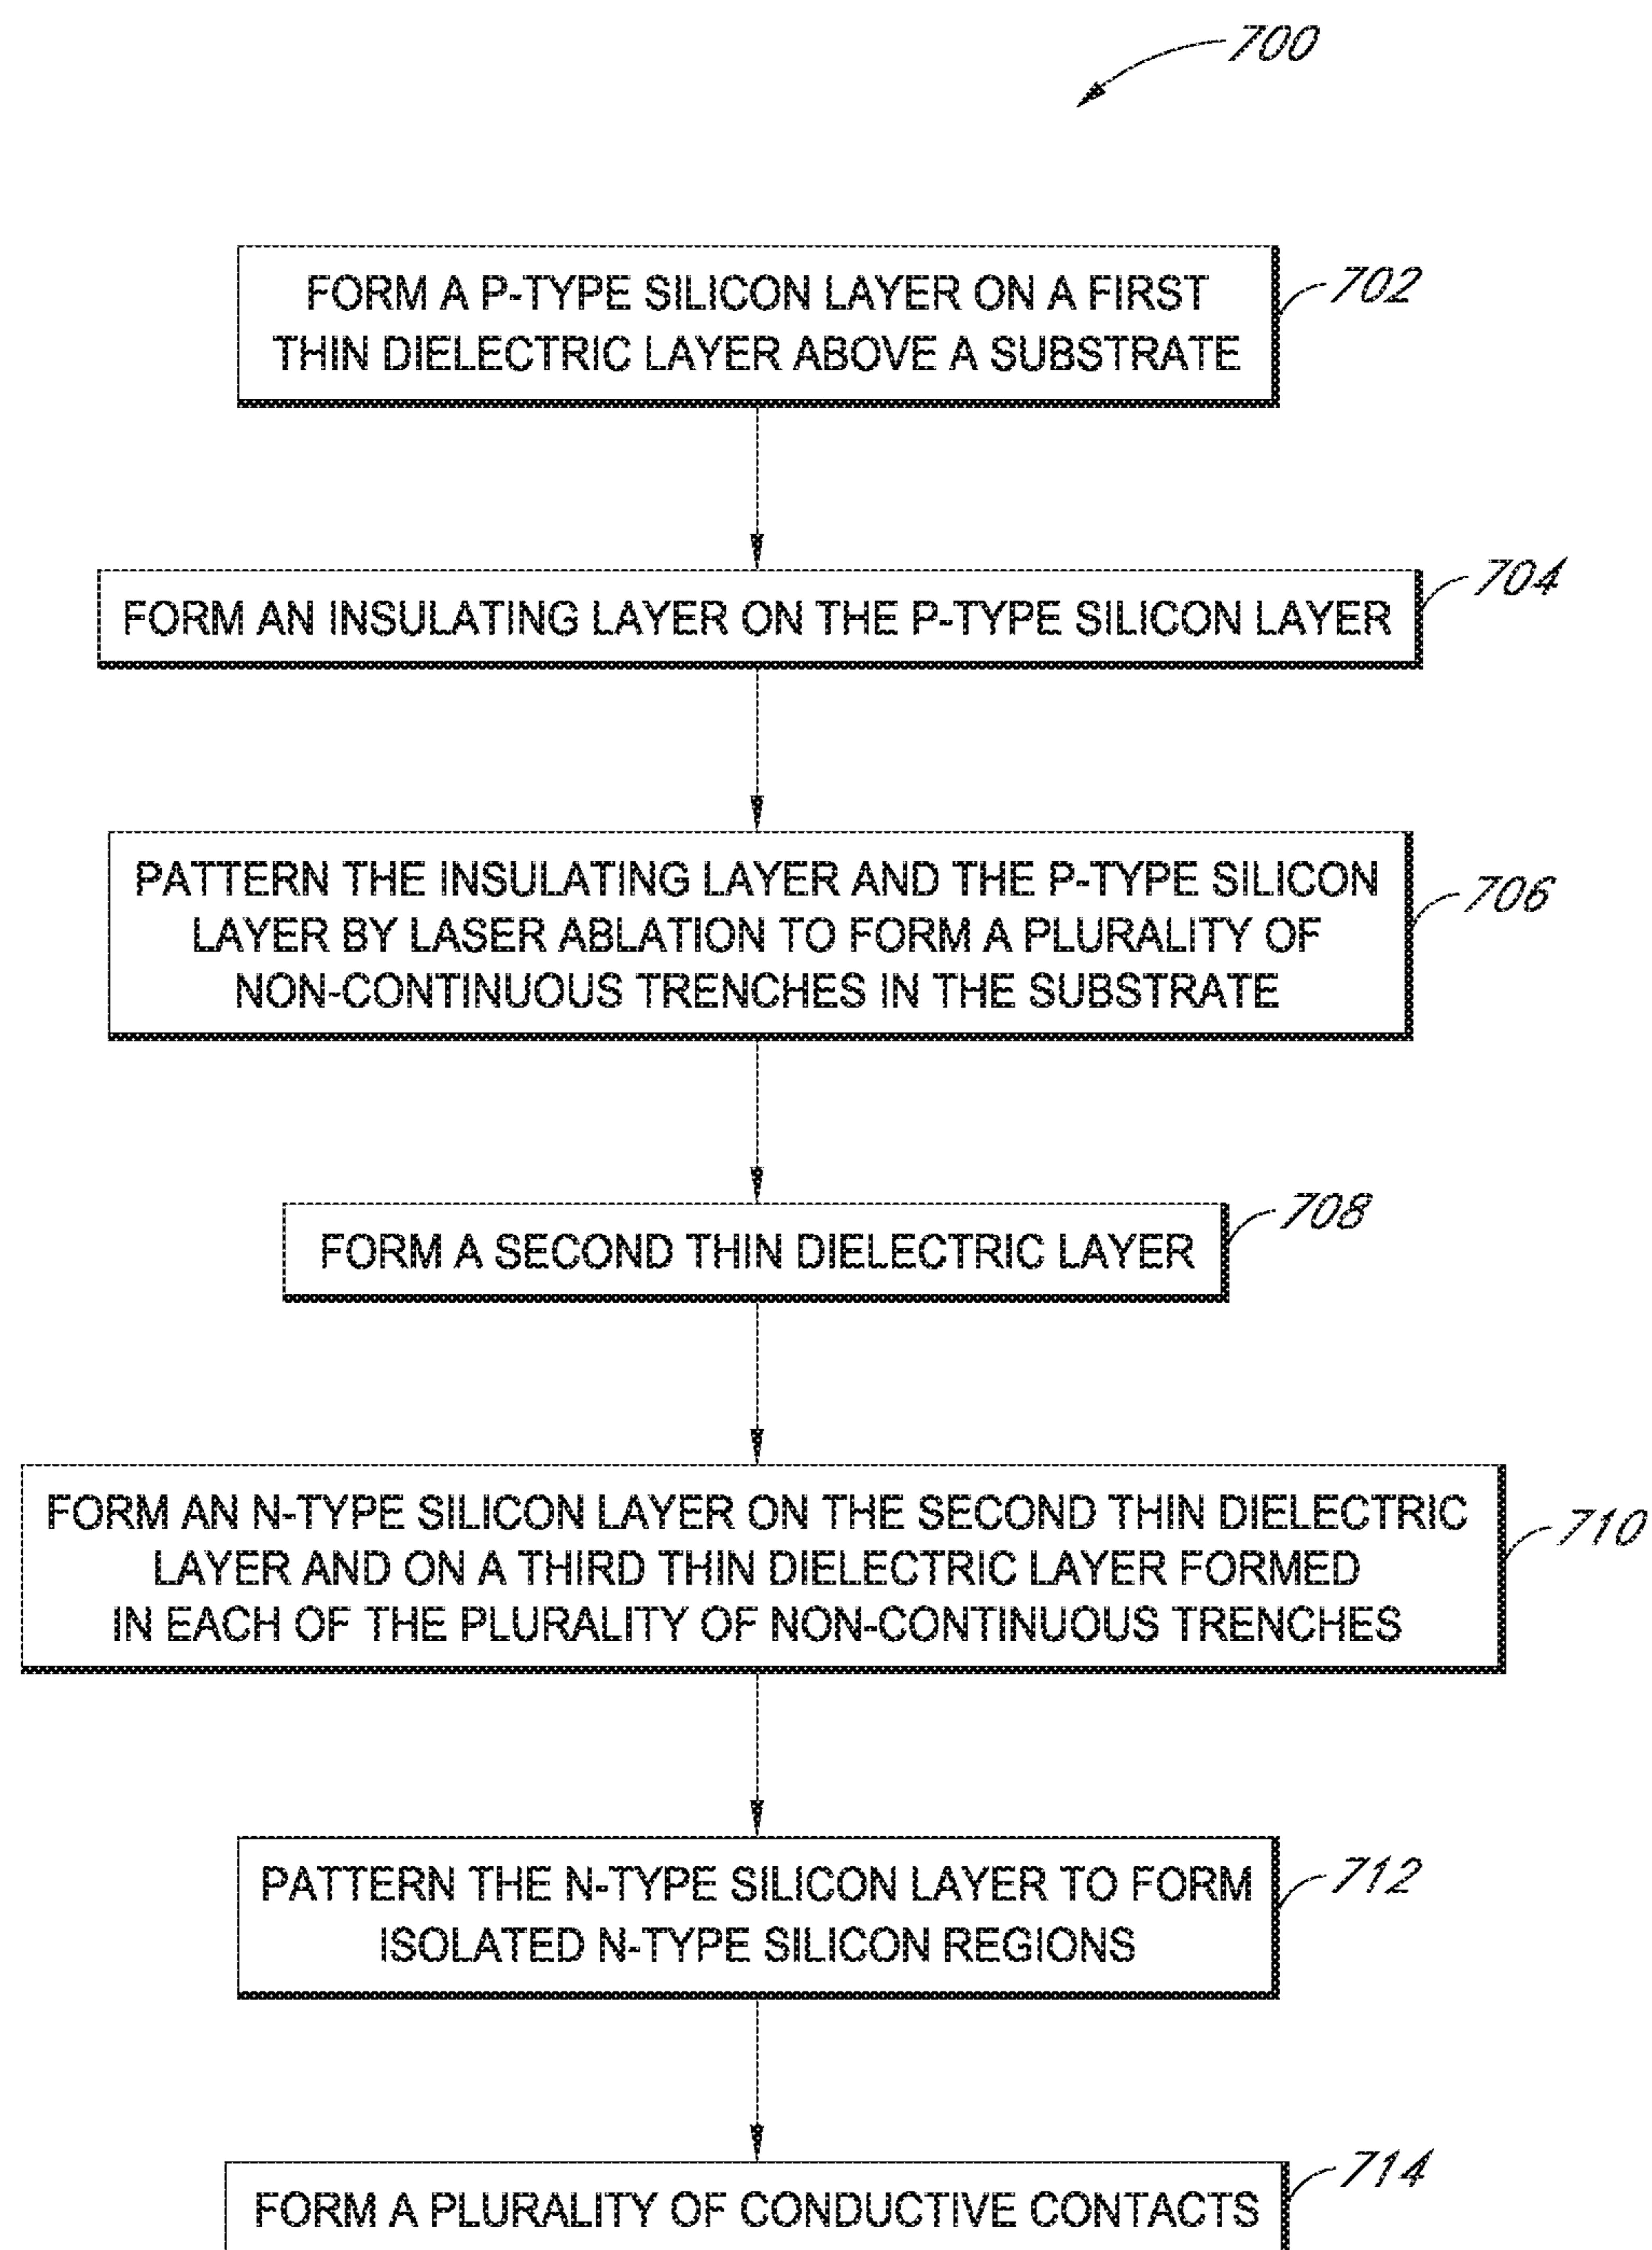 700
FORM A P-TYPE SILICON LAYER ON A FIRST
THIN DIELECTRIC LAYER ABOVE A SUBSTRATE
702
FORM AN INSULATING LAYER ON THE P-TYPE SILICON LAYER
704
PATTERN THE INSULATING LAYER AND THE P-TYPE SILICON
LAYER BY LASER ABLATION TO FORM A PLURALITY OF
NON-CONTINUOUS TRENCHES IN THE SUBSTRATE
706
FORM A SECOND THIN DIELECTRIC LAYER
708
FORM AN N-TYPE SILICON LAYER ON THE SECOND THIN DIELECTRIC
LAYER AND ON A THIRD THIN DIELECTRIC LAYER FORMED
IN EACH OF THE PLURALITY OF NON-CONTINUOUS TRENCHES
710
PATTERN THE N-TYPE SILICON LAYER TO FORM
ISOLATED N-TYPE SILICON REGIONS
712
FORM A PLURALITY OF CONDUCTIVE CONTACTS
714